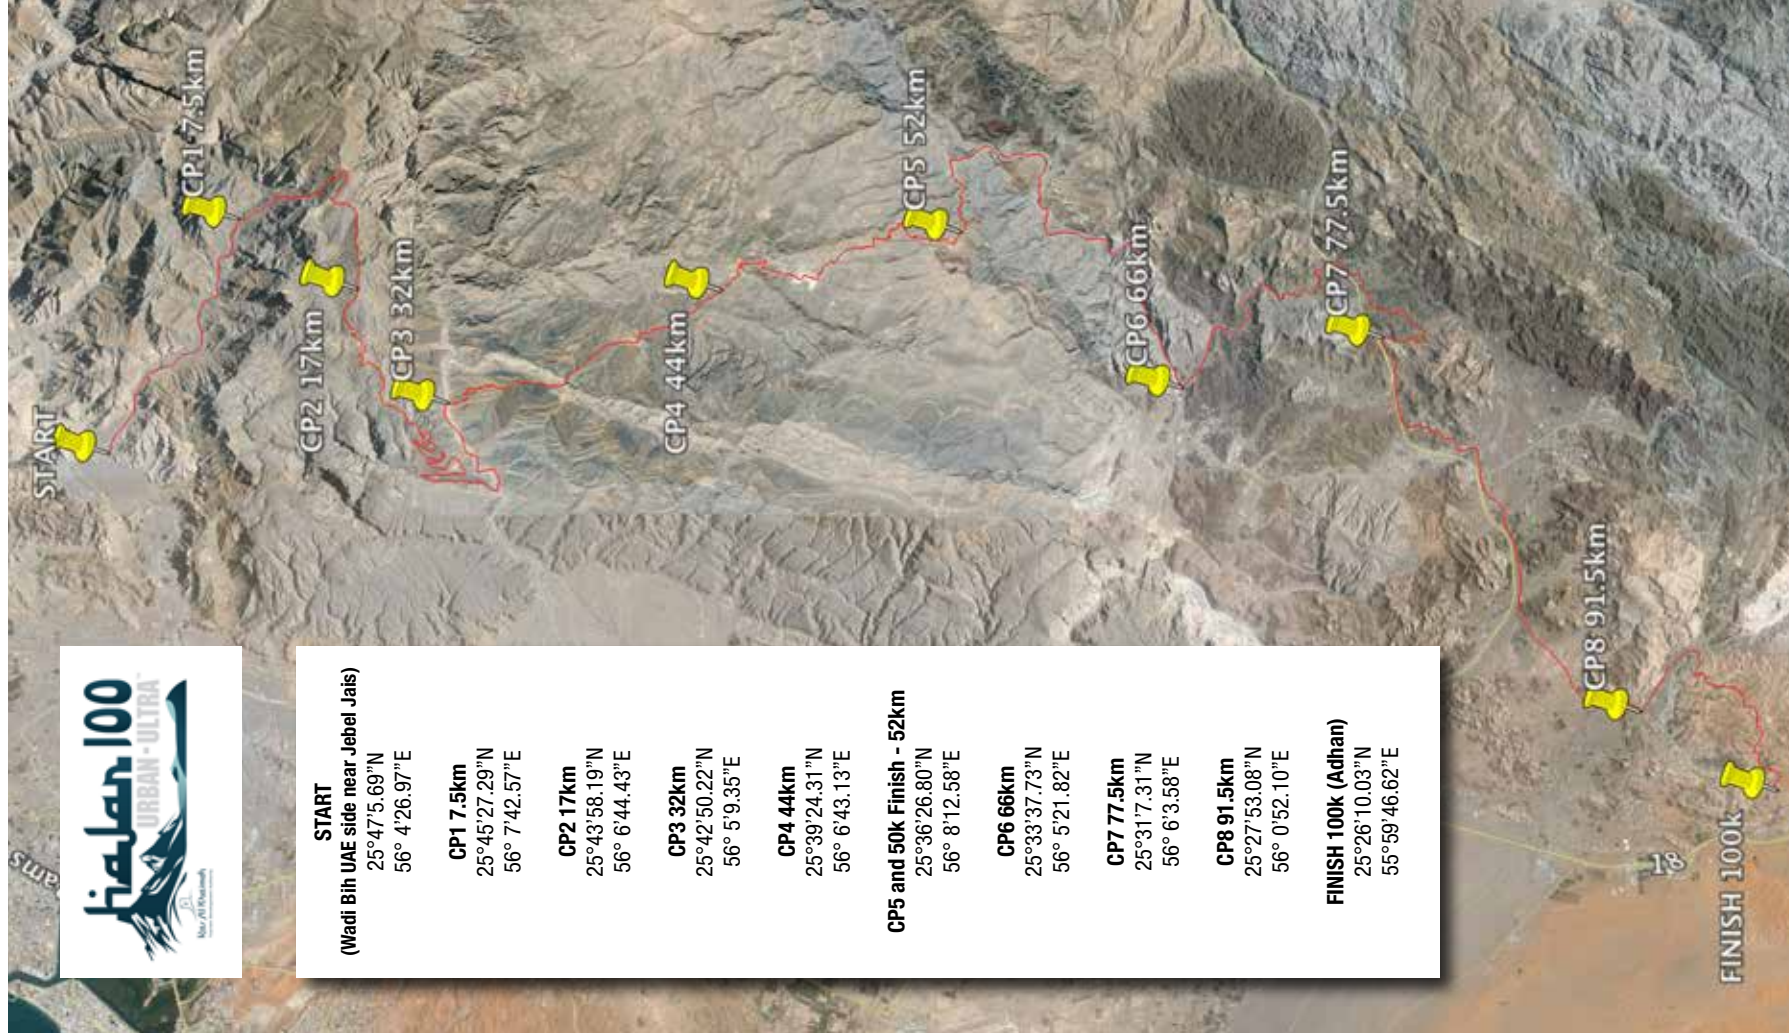 hajar 100
URBAN - ULTRA™
START
(Wadi Bih UAE side near Jebel Jais)
25°47'5.69”N
56° 4'26.97”E
CP1 7.5km
25°45'27.29”N
56° 7'42.57”E
CP2 17km
25°43'58.19”N
56° 6'44.43”E
CP3 32km
25°42'50.22”N
56° 5'9.35”E
CP4 44km
25°39'24.31”N
56° 6'43.13”E
CP5 and 50k Finish - 52km
25°36'26.80”N
56° 8'12.58”E
CP6 66km
25°33'37.73”N
56° 5'21.82”E
CP7 77.5km
25°31'7.31”N
56° 6'3.58”E
CP8 91.5km
25°27'53.08”N
56° 0'52.10”E
FINISH 100k (Adhan)
25°26'10.03”N
55°59'46.62”E
START
CP1 7.5km
CP2 17km
CP3 32km
CP4 44km
CP5 52km
CP6 66km
CP7 77.5km
CP8 91.5km
FINISH 100k
18